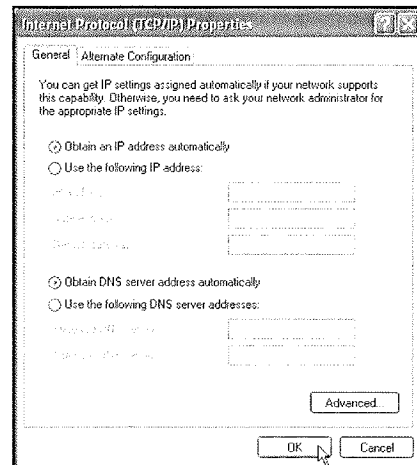 Internet Protocol (TCP/IP) Properties
General Alternate Configuration
You can get IP settings assigned automatically if your network supports
this capability. Otherwise, you need to ask your network administrator for
the appropriate IP settings.
Obtain an IP address automatically
Use the following IP address:
Obtain DNS server address automatically
Use the following DNS server addresses:
Advanced...
OK Cancel